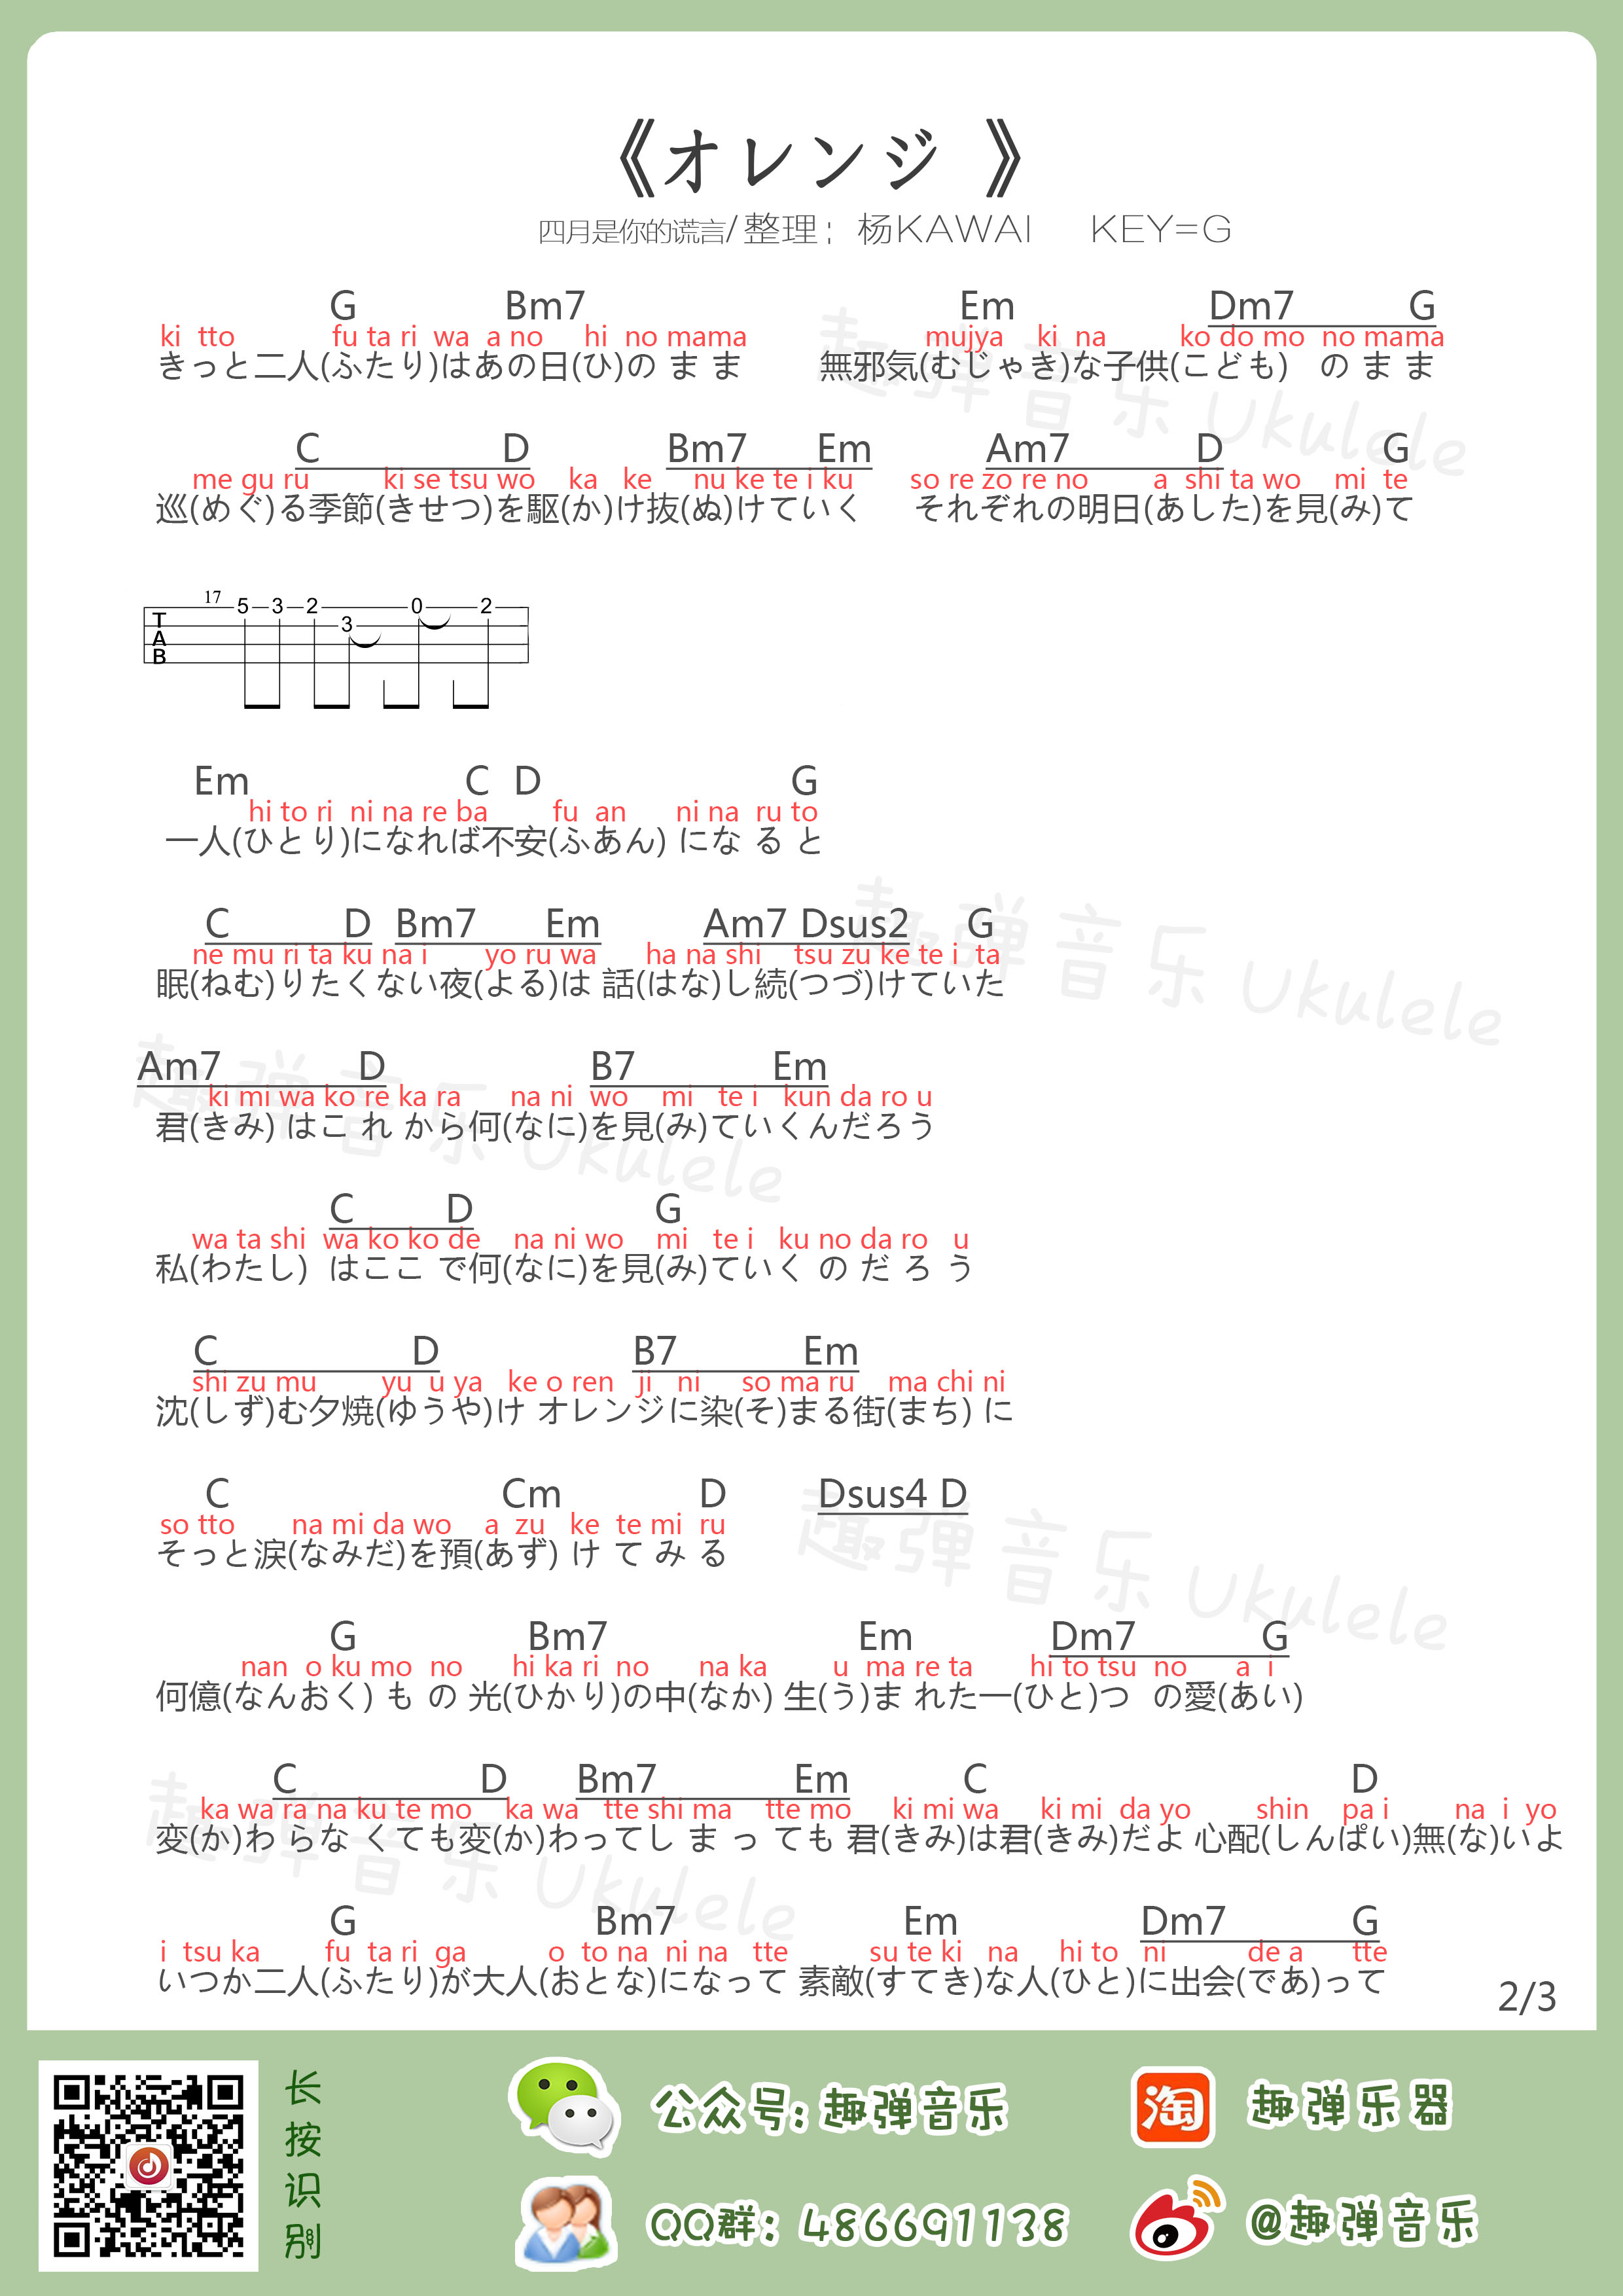 《オレンジ 》
四月是你的谎言/整理：杨KAWAI KEY=G
G Bm7 Em Dm7 G
ki tto fu ta ri wa a no hi no mama mujya ki na ko do mo no mama
きっと二人(ふたり)はあの日(ひ)の ま ま 無邪気(むじゃき)な子供(こども) の ま ま
C D Bm7 Em Am7 D G
me gu ru ki se tsu wo ka ke nu ke te i ku so re zo re no a shi ta wo mi te
巡(めぐ)る季節(きせつ)を駆(か)け抜(ぬ)けていく それぞれの明日(あした)を見(み)て
17 5 3 2 3 0 2
T
A
B
Em C D G
hi to ri ni na re ba fu an ni na ru to
一人(ひとり)になれば不安(ふあん) にな る と
C D Bm7 Em Am7 Dsus2 G
ne mu ri ta ku na i yo ru wa ha na shi tsu zu ke te i ta
眠(ねむ)りたくない夜(よる)は 話(はな)し続(つづ)けていた
Am7 D B7 Em
ki mi wa ko re ka ra na ni wo mi te i kun da ro u
君(きみ) はこ れ から何(なに)を見(み)ていくんだろう
C D G
wa ta shi wa ko ko de na ni wo mi te i ku no da ro u
私(わたし) はここ で何(なに)を見(み)ていく の だ ろ う
C D B7 Em
shi zu mu yu u ya ke o ren ji ni so ma ru ma chi ni
沈(しず)む夕焼(ゆうや)け オレンジに染(そ)まる街(まち) に
C Cm D Dsus4 D
so tto na mi da wo a zu ke te mi ru
そっと涙(なみだ)を預(あず) け て み る
G Bm7 Em Dm7 G
nan o ku mo no hi ka ri no na ka u ma re ta hi to tsu no a i
何億(なんおく) も の 光(ひかり)の中(なか) 生(う)ま れた一(ひと)つ の愛(あい)
C D Bm7 Em C D
ka wa ra na ku te mo ka wa tte shi ma tte mo ki mi wa ki mi da yo shin pa i na i yo
変(か)わ らな くても変(か)わってし ま っ ても 君(きみ)は君(きみ)だよ 心配(しんぱい)無(な)いよ
G Bm7 Em Dm7 G
i tsu ka fu ta ri ga o to na ni na tte su te ki na hi to ni de a tte
いつか二人(ふたり)が大人(おとな)になって 素敵(すてき)な人(ひと)に出会(であ)って
2/3
趣弹音乐 Ukulele
趣弹音乐 Ukulele
趣弹音乐 Ukulele
趣弹音乐 Ukulele
趣弹音乐 Ukulele
长按识别
公众号: 趣弹音乐
淘 趣弹乐器
QQ群: 486691138
@趣弹音乐